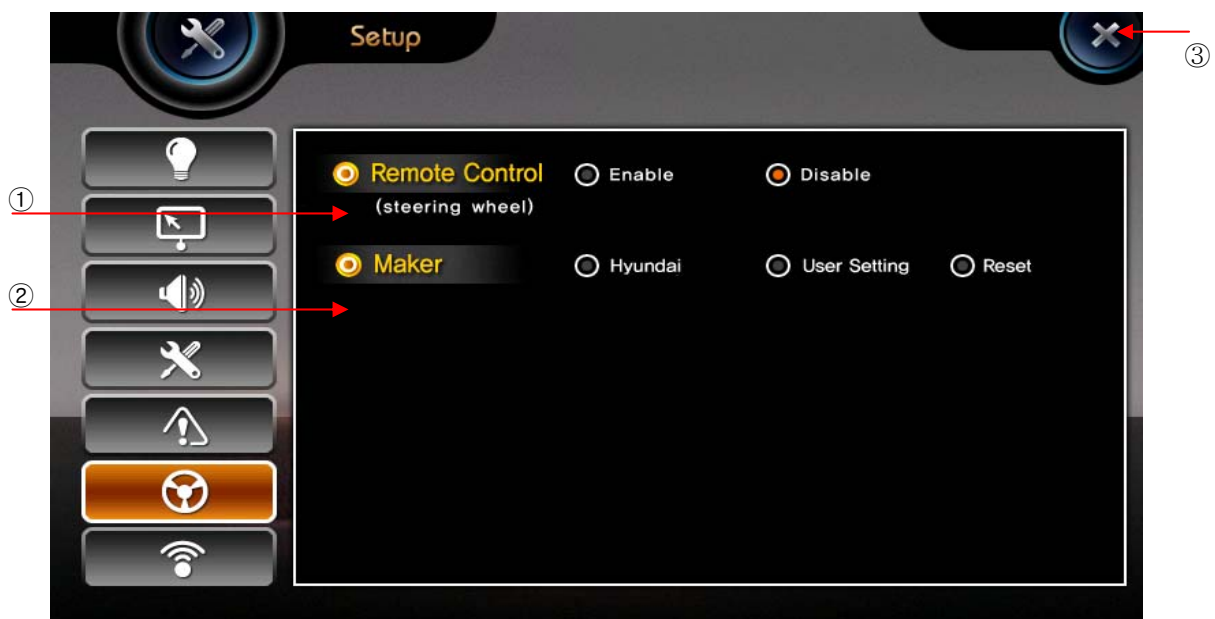 Setup
③
Remote Control Enable Disable
①
(steering wheel)
Maker Hyundai User Setting Reset
②